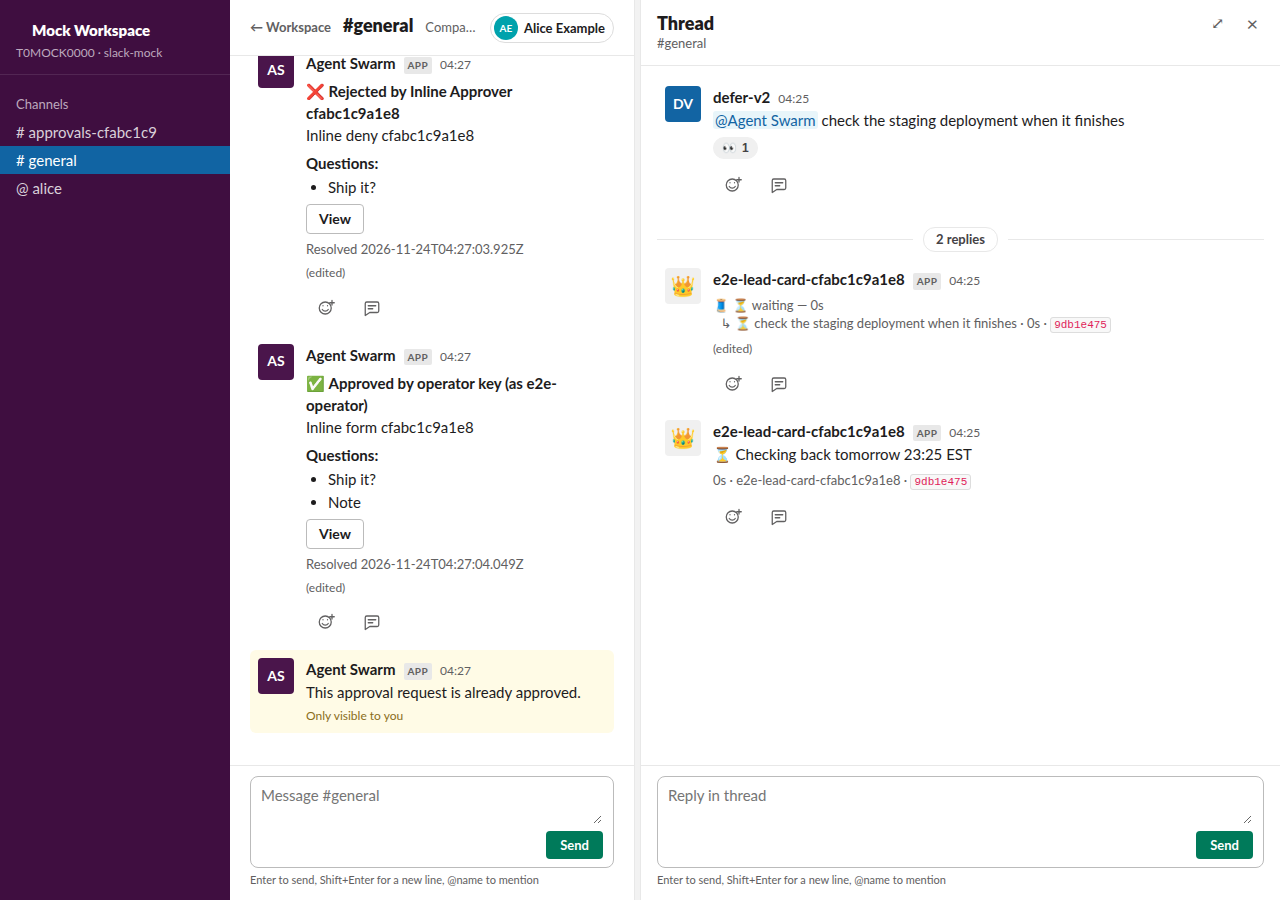 Mock Workspace
T0MOCK0000 · slack-mock
Channels
# approvals-cfabc1c9
# general
@ alice
← Workspace #general Compa... AE Alice Example
AS Agent Swarm APP 04:27
❌ Rejected by Inline Approver
cfabc1c9a1e8
Inline deny cfabc1c9a1e8
Questions:
• Ship it?
View
Resolved 2026-11-24T04:27:03.925Z
(edited)
AS Agent Swarm APP 04:27
✅ Approved by operator key (as e2e-
operator)
Inline form cfabc1c9a1e8
Questions:
• Ship it?
• Note
View
Resolved 2026-11-24T04:27:04.049Z
(edited)
AS Agent Swarm APP 04:27
This approval request is already approved.
Only visible to you
Message #general
Send
Enter to send, Shift+Enter for a new line, @name to mention
Thread
#general
DV defer-v2 04:25
@Agent Swarm check the staging deployment when it finishes
👀 1
2 replies
e2e-lead-card-cfabc1c9a1e8 APP 04:25
🧵 ⏳ waiting — 0s
↳ ⏳ check the staging deployment when it finishes · 0s · 9db1e475
(edited)
e2e-lead-card-cfabc1c9a1e8 APP 04:25
⏳ Checking back tomorrow 23:25 EST
0s · e2e-lead-card-cfabc1c9a1e8 · 9db1e475
Reply in thread
Send
Enter to send, Shift+Enter for a new line, @name to mention